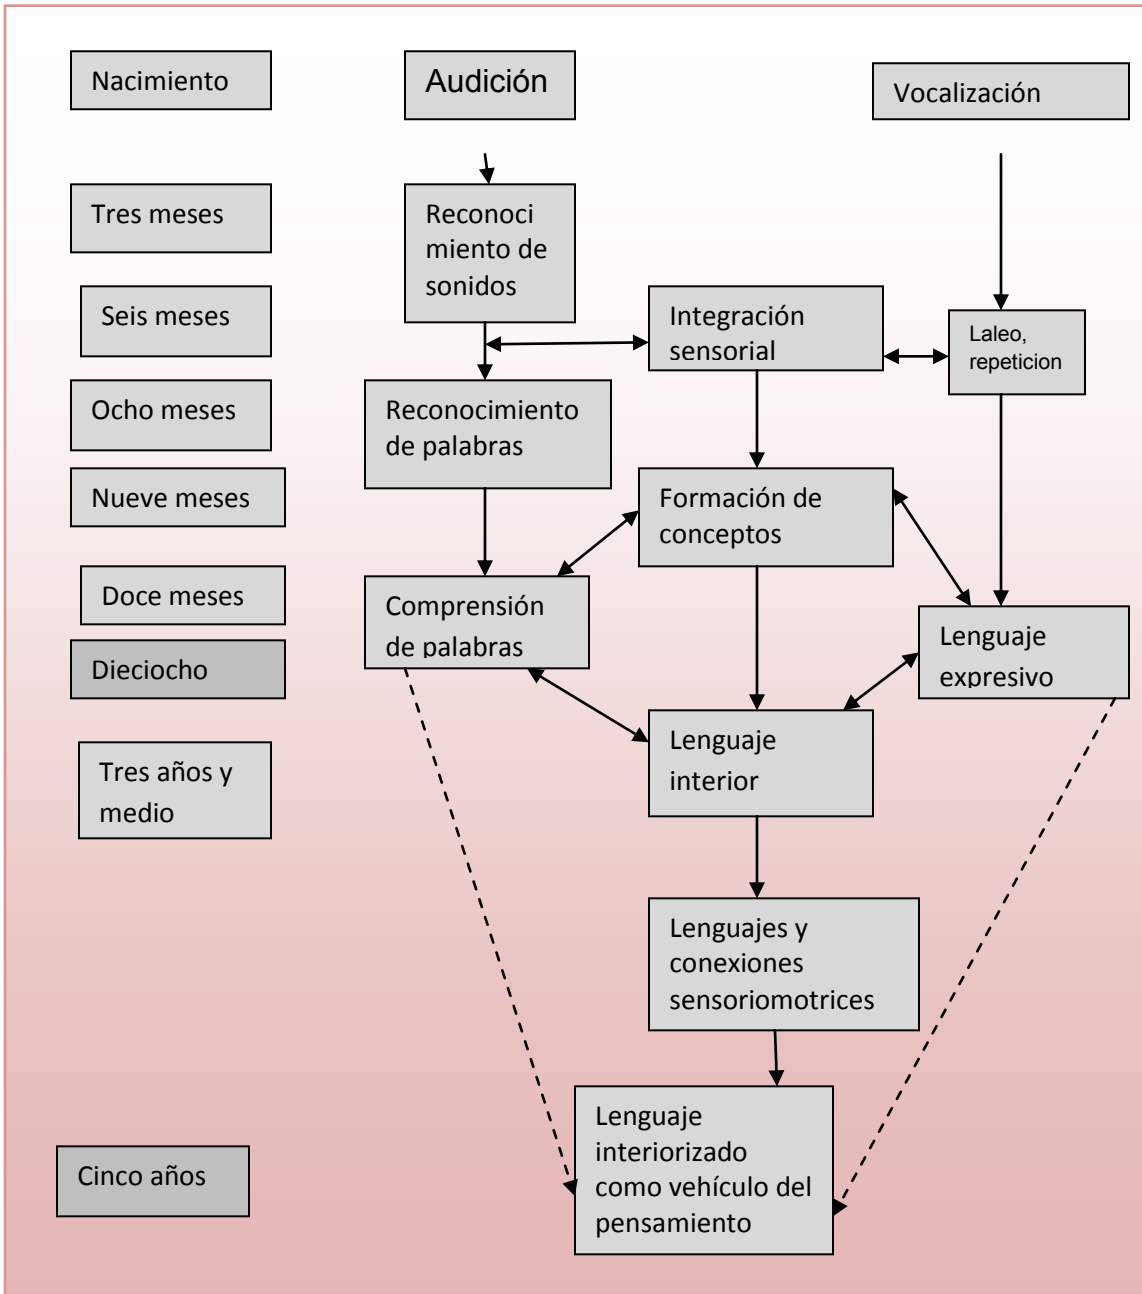 Nacimiento
Audición
Vocalización
Tres meses
Reconoci
miento de
sonidos
Seis meses
Integración
sensorial
Laleo,
repeticion
Ocho meses
Reconocimiento
de palabras
Nueve meses
Formación de
conceptos
Doce meses
Comprensión
de palabras
Lenguaje
expresivo
Dieciocho
Lenguaje
interior
Tres años y
medio
Lenguajes y
conexiones
sensoriomotrices
Cinco años
Lenguaje
interiorizado
como vehículo del
pensamiento